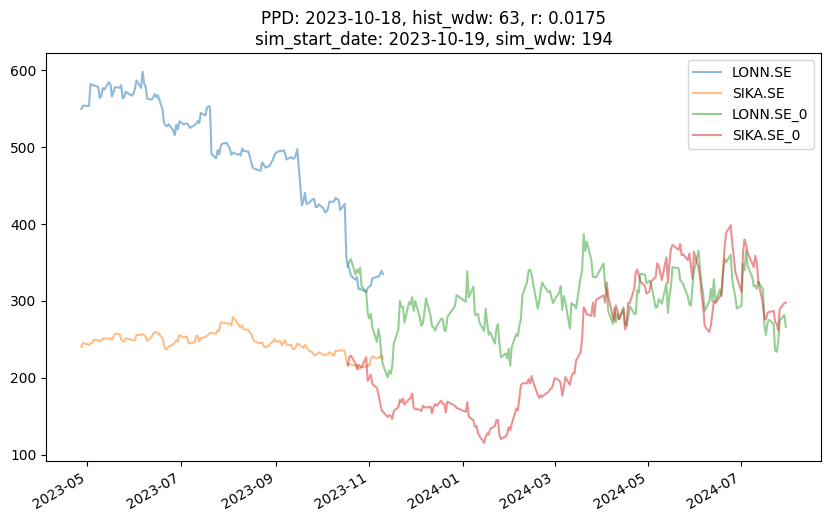 PPD: 2023-10-18, hist_wdw: 63, r: 0.0175
sim_start_date: 2023-10-19, sim_wdw: 194
LONN.SE
SIKA.SE
LONN.SE_0
SIKA.SE_0
600
500
400
300
200
100
2023-05
2023-07
2023-09
2023-11
2024-01
2024-03
2024-05
2024-07